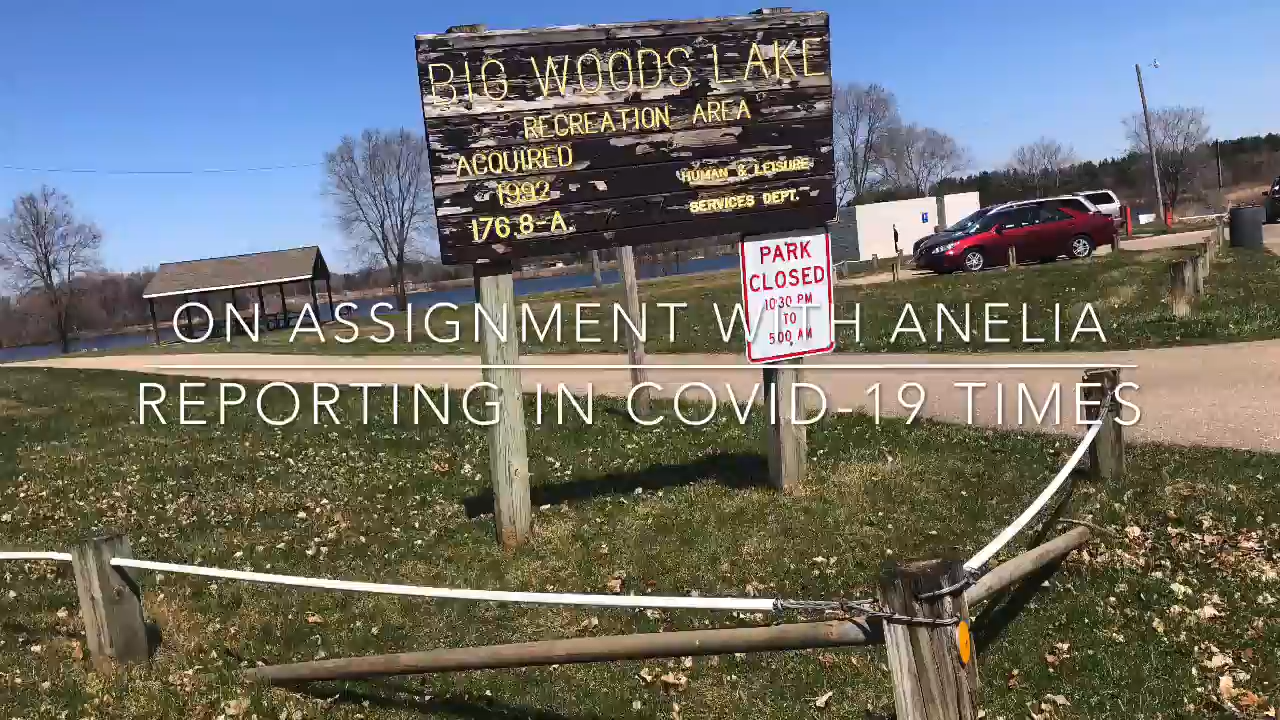 BIG WOODS LAKE
RECREATION AREA
ACQUIRED
1992
176.8-A.
HUMAN & LEISURE
SERVICES DEPT.
PARK
CLOSED
10:30 PM
TO
5:00 AM
ON ASSIGNMENT WITH ANELIA
REPORTING IN COVID-19 TIMES